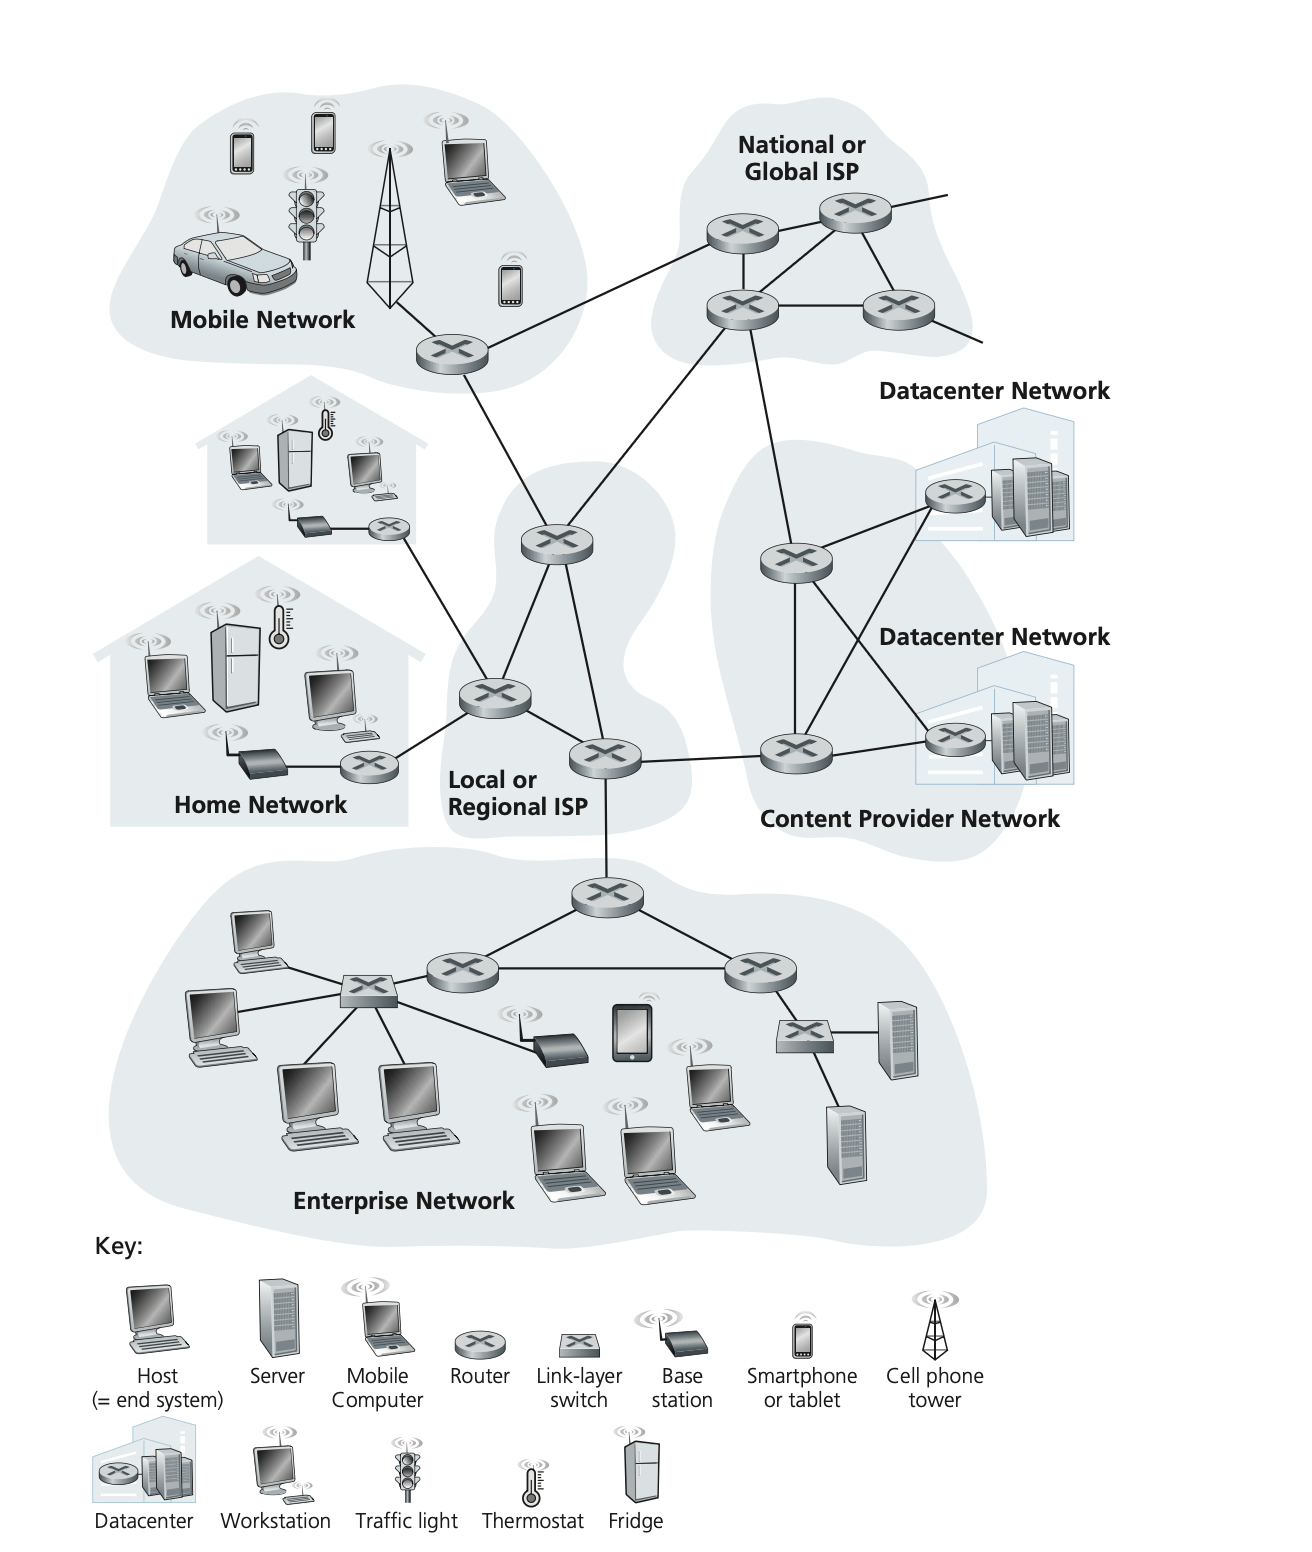 National or
Global ISP
Mobile Network
Datacenter Network
Datacenter Network
Local or
Regional ISP
Home Network
Content Provider Network
Enterprise Network
Key:
Host
(= end system)
Server
Mobile
Computer
Router
Link-layer
switch
Base
station
Smartphone
or tablet
Cell phone
tower
Datacenter
Workstation
Traffic light
Thermostat
Fridge